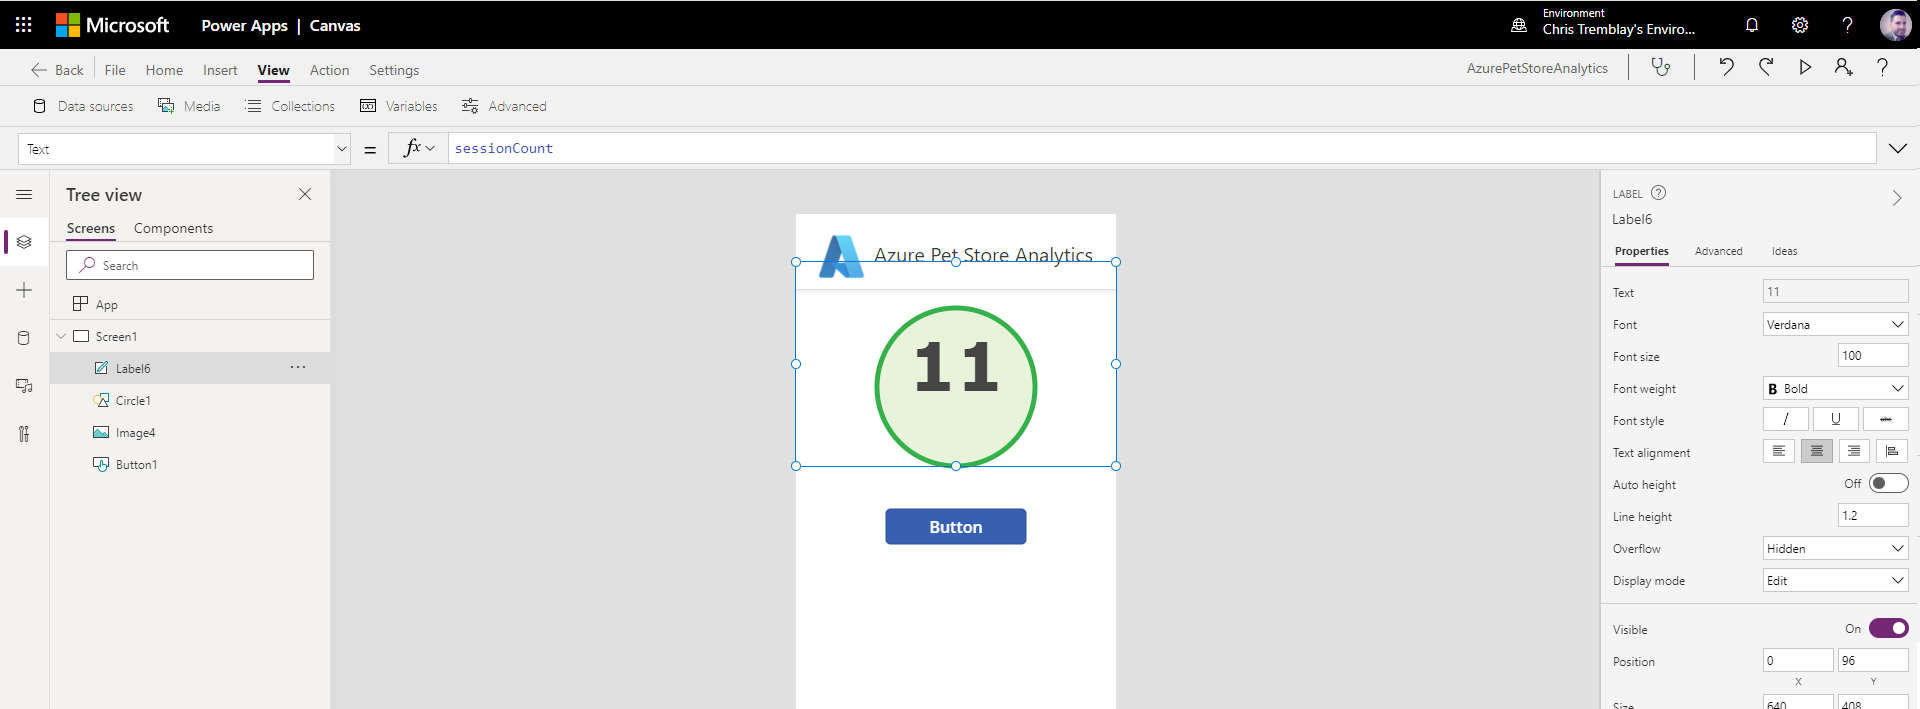 Microsoft Power Apps | Canvas
Environment
Chris Tremblay's Enviro...
?
Back File Home Insert View Action Settings
AzurePetStoreAnalytics
?
Data sources Media Collections Variables Advanced
Text = fx sessionCount
Tree view
Screens Components
Search
App
Screen1
Label6 ...
Circle1
Image4
Button1
Azure Pet Store Analytics
11
Button
LABEL ?
Label6
Properties Advanced Ideas
Text 11
Font Verdana
Font size 100
Font weight B Bold
Font style / U abc
Text alignment
Auto height Off
Line height 1.2
Overflow Hidden
Display mode Edit
Visible On
Position 0 96
X Y
Size 640 408